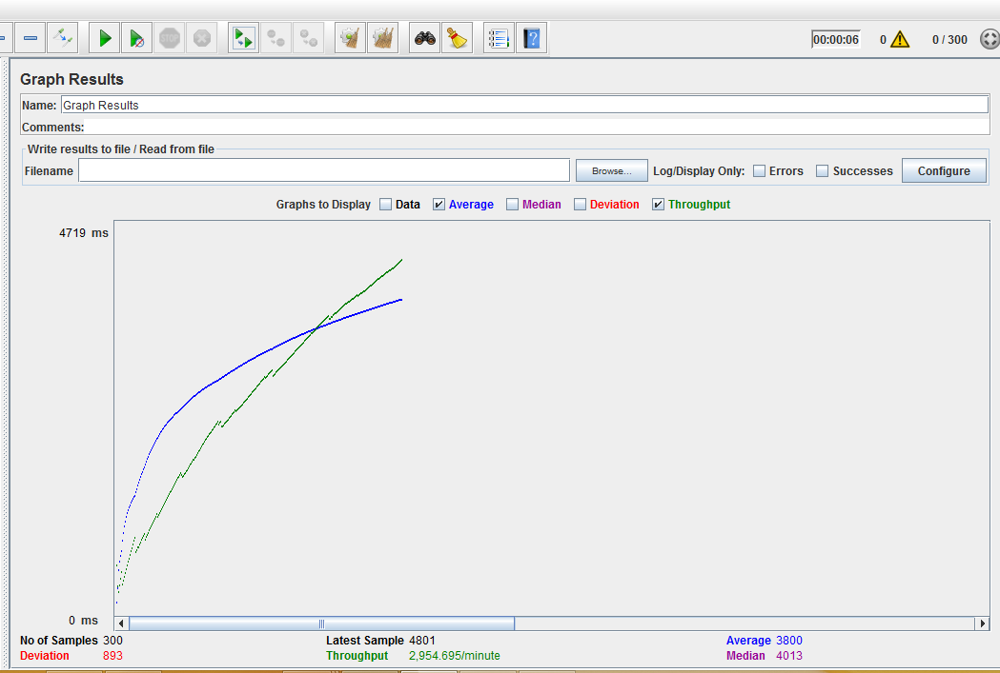 STOP
00:00:06 0 0 / 300
Graph Results
Name: Graph Results
Comments:
Write results to file / Read from file
Filename Browse... Log/Display Only: Errors Successes Configure
Graphs to Display Data Average Median Deviation Throughput
4719 ms
0 ms
No of Samples 300 Latest Sample 4801 Average 3800
Deviation 893 Throughput 2,954.695/minute Median 4013